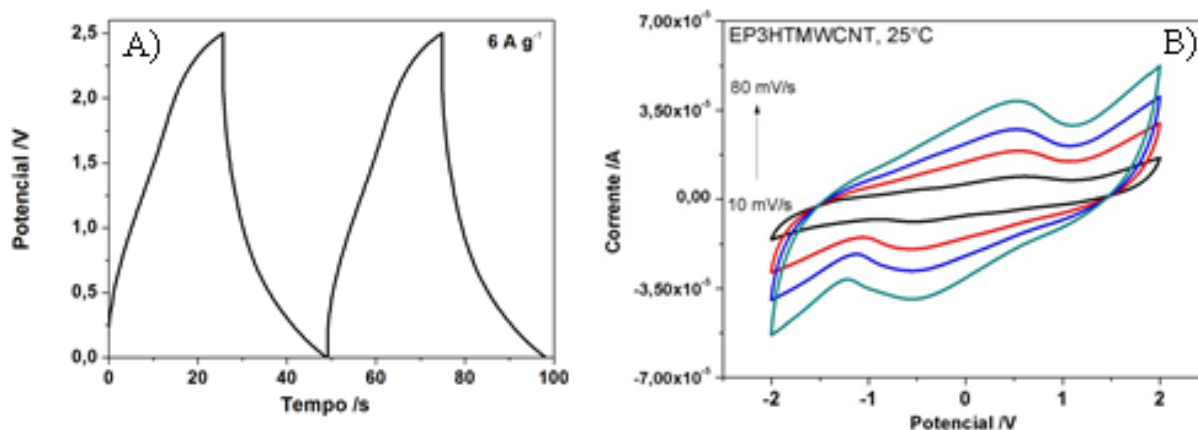 A)
6 A g⁻¹
2,5
2,0
1,5
1,0
0,5
0,0
Potencial /V
0 20 40 60 80 100
Tempo /s
B)
EP3HTMWCNT, 25°C
80 mV/s
10 mV/s
7,00x10⁻⁵
3,50x10⁻⁵
0,00
-3,50x10⁻⁵
-7,00x10⁻⁵
Corrente /A
-2 -1 0 1 2
Potencial /V